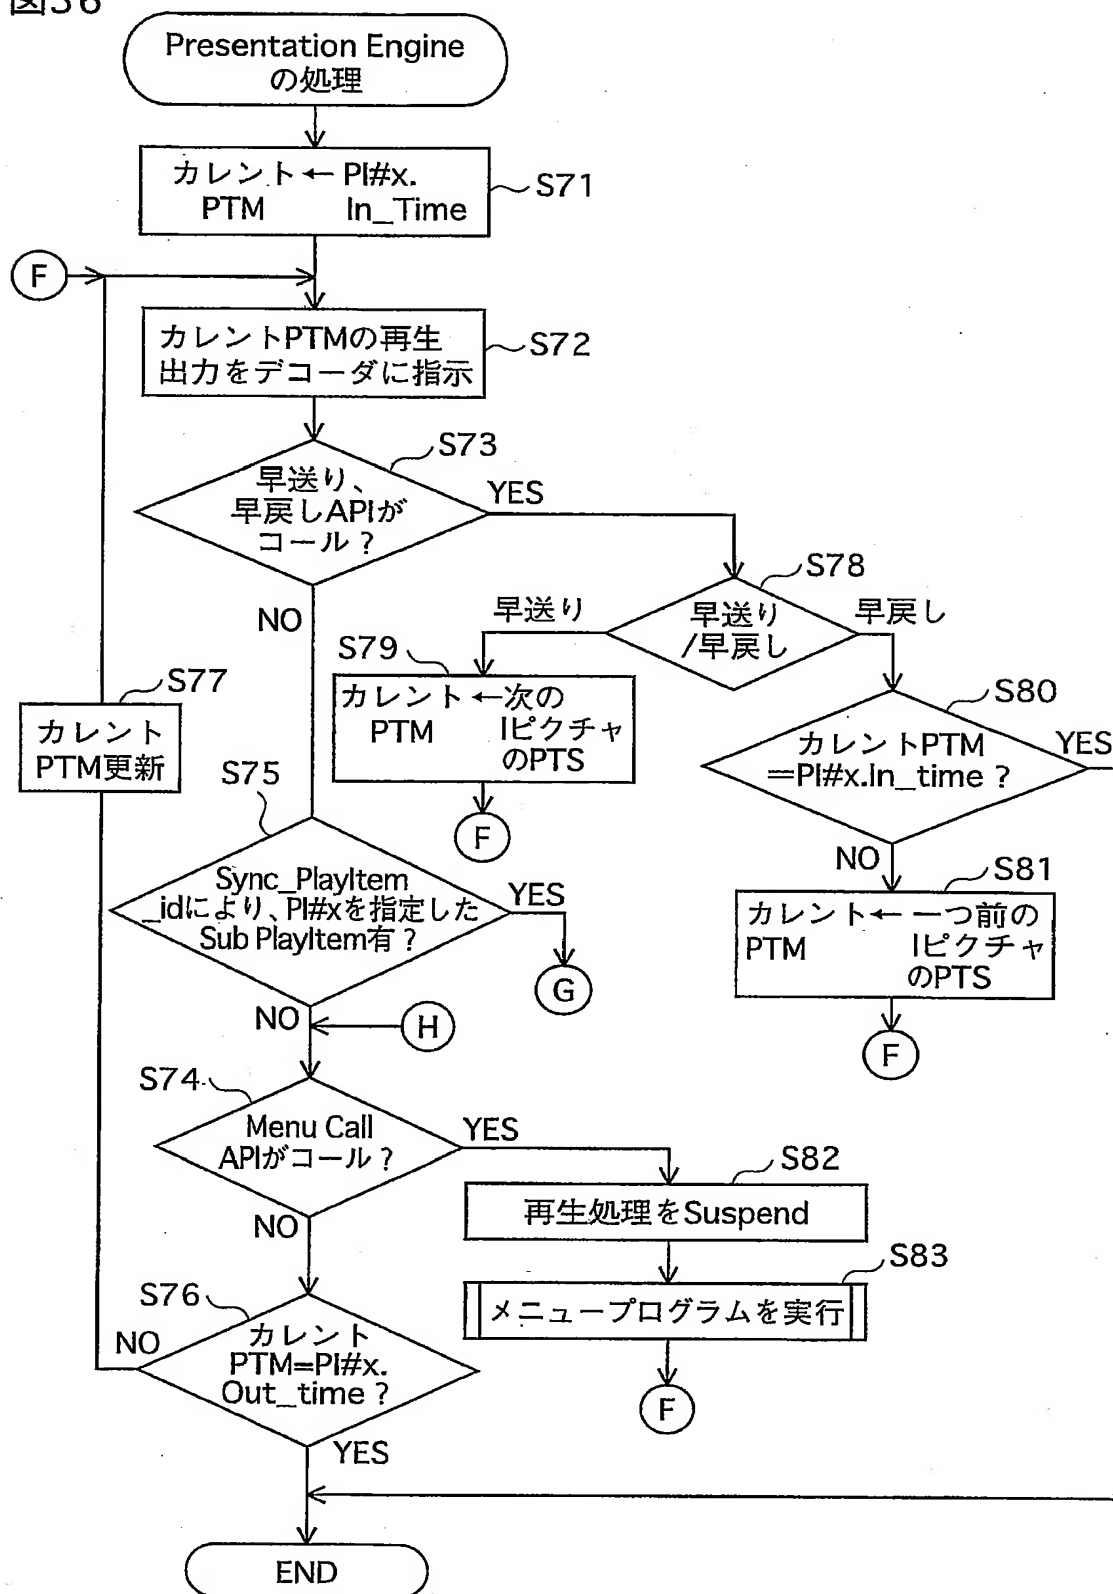 図36
Presentation Engine
の処理
カレント ← PI#x.
PTM In_Time
S71
F
カレントPTMの再生
出力をデコーダに指示
S72
S73
早送り、
早戻しAPIが
コール？
YES
NO
S78
早送り
/早戻し
早送り
早戻し
S79
カレント ←次の
PTM Iピクチャ
のPTS
F
S80
カレントPTM
=PI#x.In_time ?
YES
NO
S81
カレント← 一つ前の
PTM Iピクチャ
のPTS
F
S77
カレント
PTM更新
S75
Sync_PlayItem
_idにより、PI#xを指定した
Sub PlayItem有？
YES
G
NO
H
S74
Menu Call
APIがコール？
YES
NO
S82
再生処理をSuspend
S83
メニュープログラムを実行
F
S76
カレント
PTM=PI#x.
Out_time ?
NO
YES
END